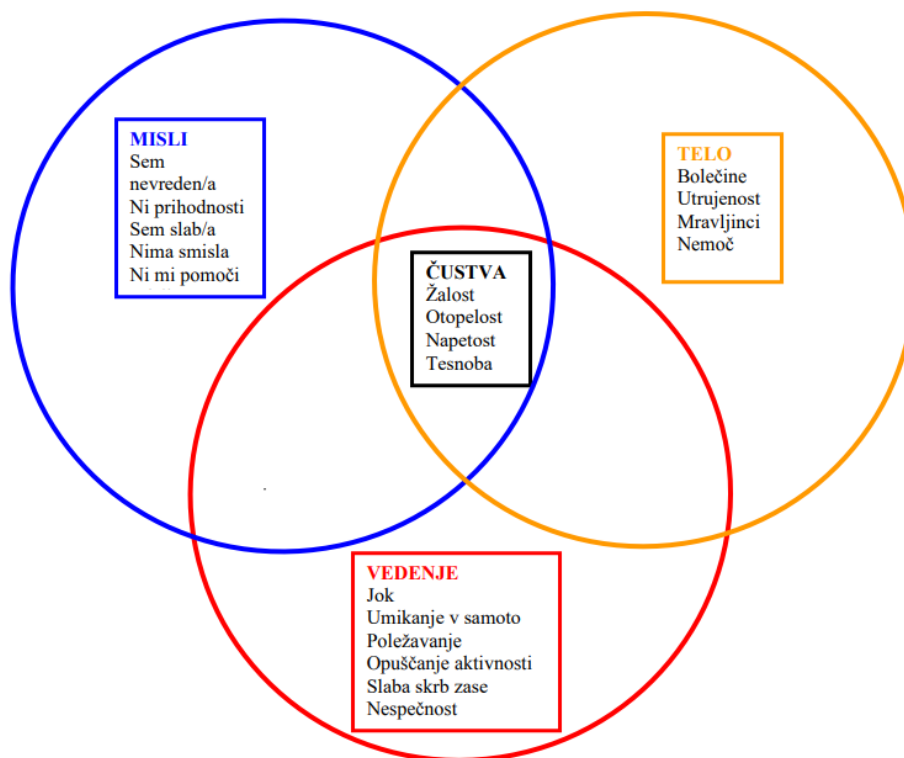 MISLI
Sem
nevreden/a
Ni prihodnosti
Sem slab/a
Nima smisla
Ni mi pomoči
TELO
Bolečine
Utrujenost
Mravljinci
Nemoč
ČUSTVA
Žalost
Otopelost
Napetost
Tesnoba
VEDENJE
Jok
Umikanje v samoto
Poležavanje
Opuščanje aktivnosti
Slaba skrb zase
Nespečnost